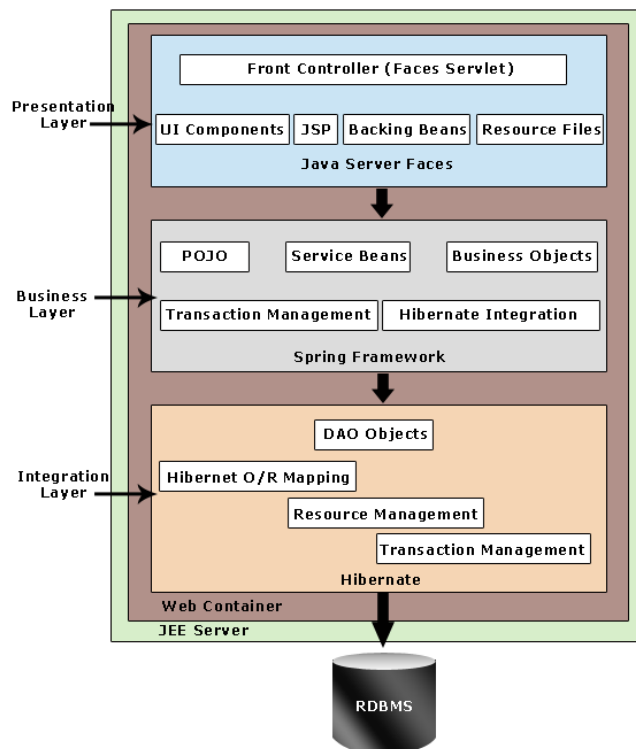 Front Controller (Faces Servlet)
Presentation
Layer
UI Components
JSP
Backing Beans
Resource Files
Java Server Faces
POJO
Service Beans
Business Objects
Business
Layer
Transaction Management
Hibernate Integration
Spring Framework
DAO Objects
Integration
Layer
Hibernet O/R Mapping
Resource Management
Transaction Management
Hibernate
Web Container
JEE Server
RDBMS